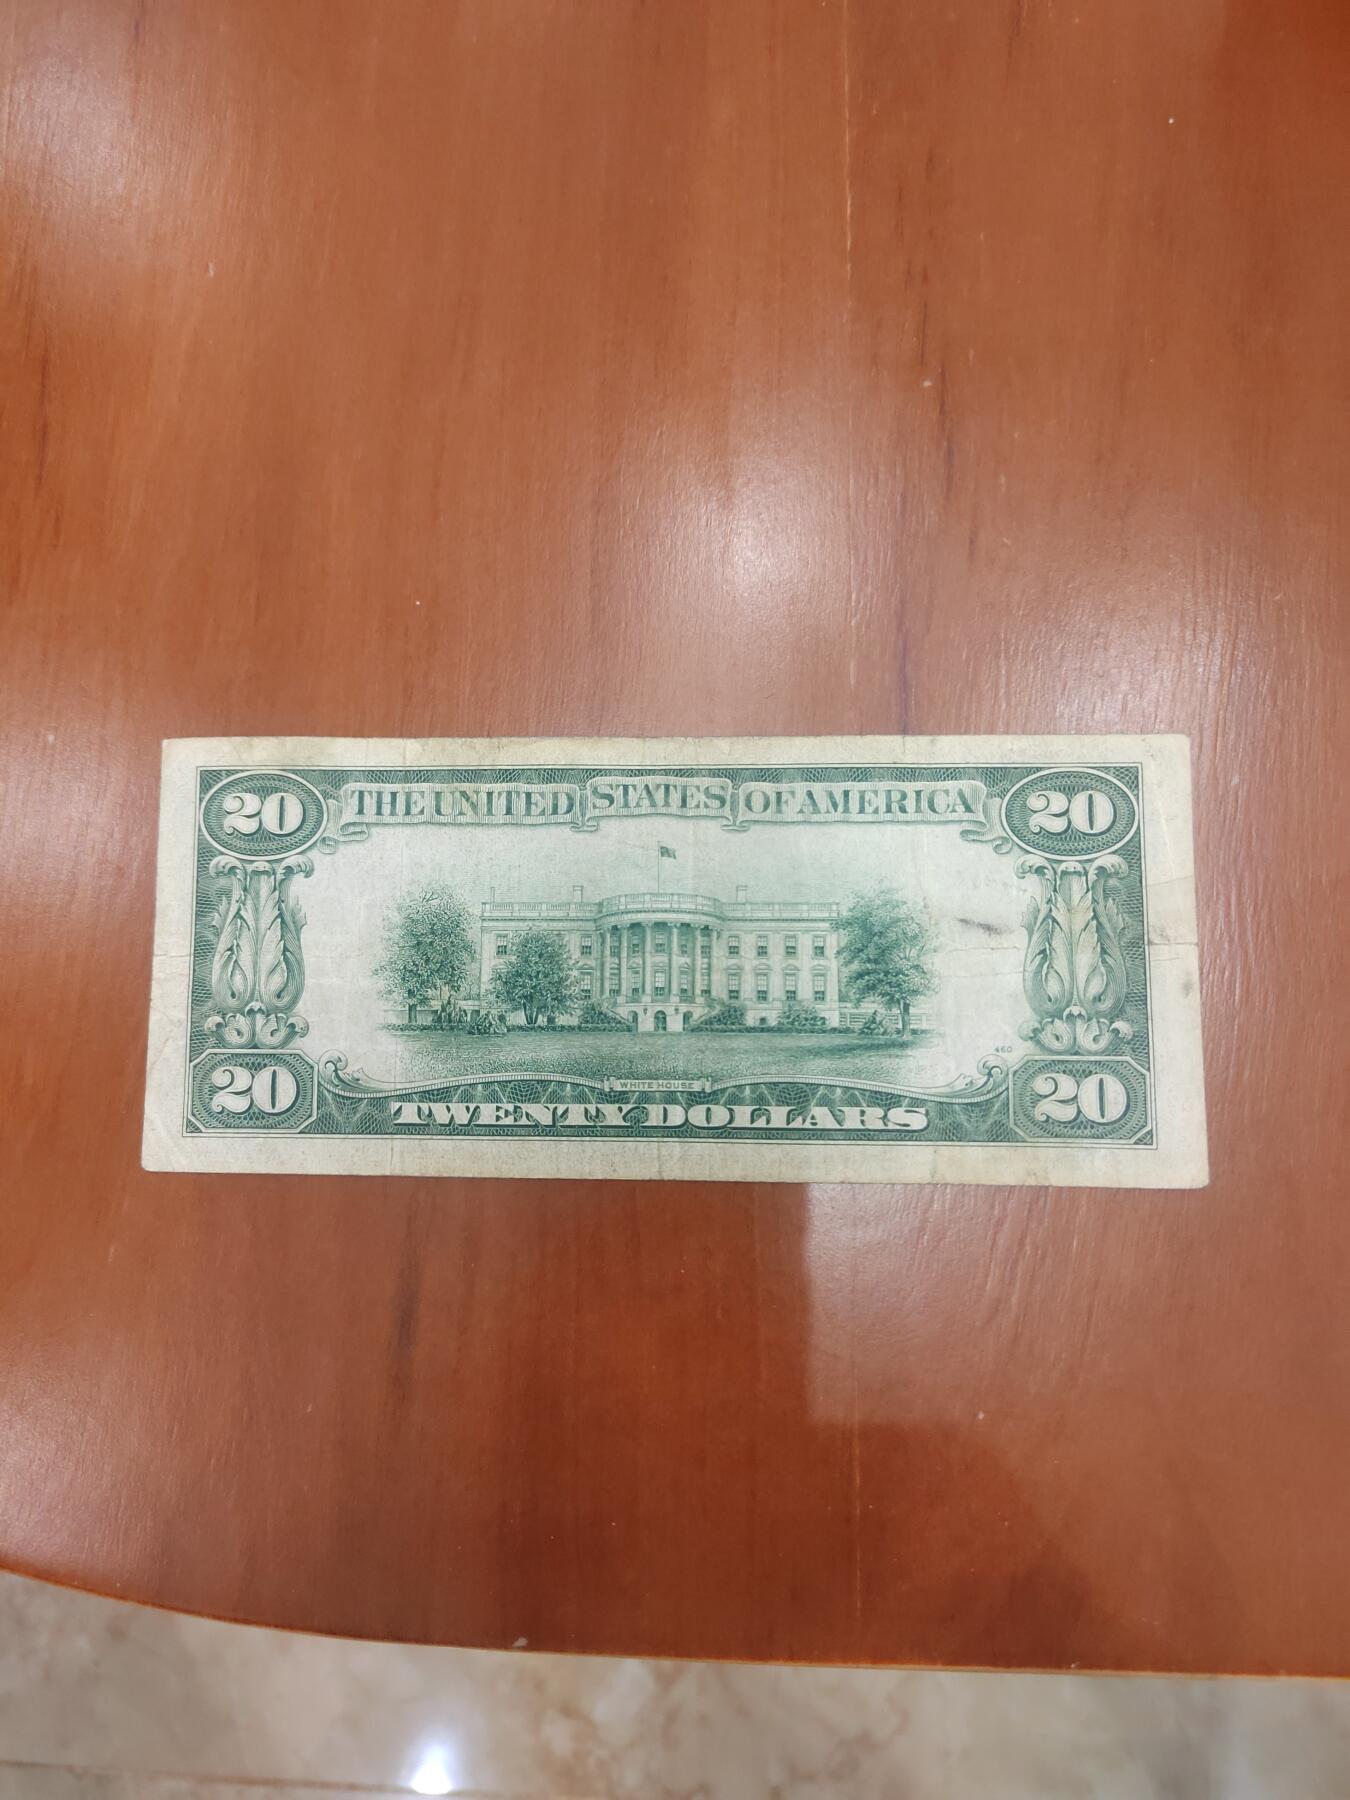 20 THE UNITED STATES OF AMERICA 20
460
WHITE HOUSE
20 TWENTY DOLLARS 20